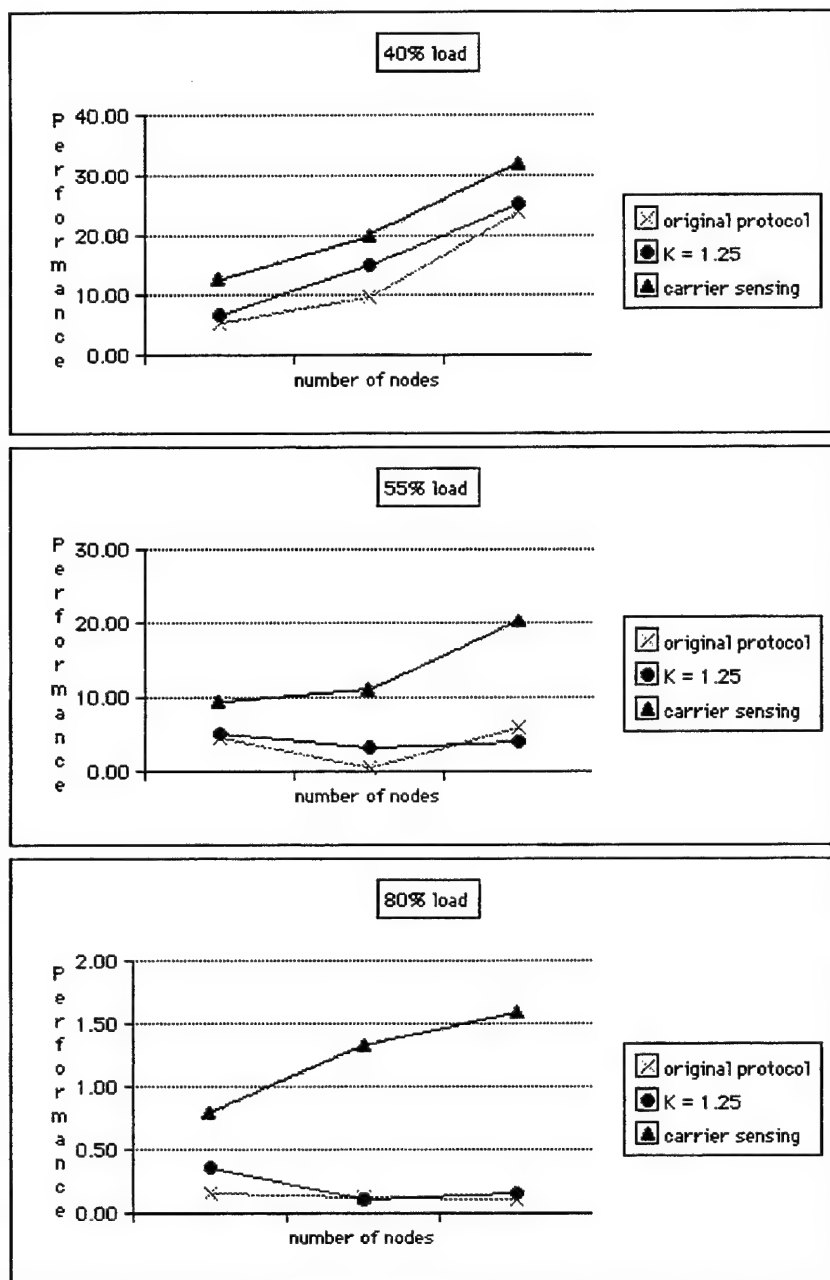 40% load
Performance
40.00
30.00
20.00
10.00
0.00
number of nodes
original protocol
K = 1.25
carrier sensing
55% load
Performance
30.00
20.00
10.00
0.00
number of nodes
original protocol
K = 1.25
carrier sensing
80% load
Performance
2.00
1.50
1.00
0.50
0.00
number of nodes
original protocol
K = 1.25
carrier sensing